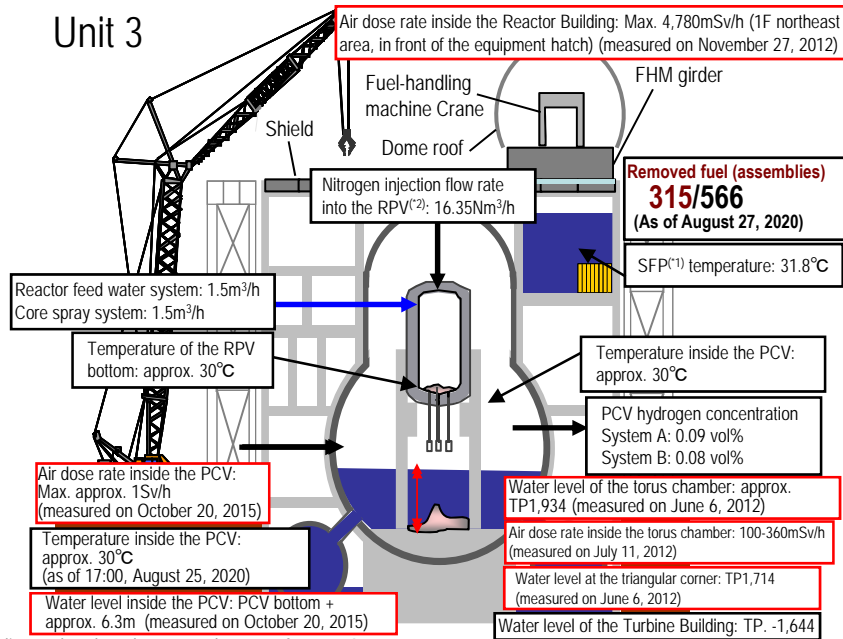 Unit 3
Air dose rate inside the Reactor Building: Max. 4,780mSv/h (1F northeast
area, in front of the equipment hatch) (measured on November 27, 2012)
Fuel-handling
machine Crane
FHM girder
Shield
Dome roof
Nitrogen injection flow rate
into the RPV(*2): 16.35Nm3/h
Removed fuel (assemblies)
315/566
(As of August 27, 2020)
SFP(*1) temperature: 31.8℃
Reactor feed water system: 1.5m3/h
Core spray system: 1.5m3/h
Temperature of the RPV
bottom: approx. 30℃
Temperature inside the PCV:
approx. 30℃
PCV hydrogen concentration
System A: 0.09 vol%
System B: 0.08 vol%
Air dose rate inside the PCV:
Max. approx. 1Sv/h
(measured on October 20, 2015)
Temperature inside the PCV:
approx. 30℃
(as of 17:00, August 25, 2020)
Water level inside the PCV: PCV bottom +
approx. 6.3m (measured on October 20, 2015)
Water level of the torus chamber: approx.
TP1,934 (measured on June 6, 2012)
Air dose rate inside the torus chamber: 100-360mSv/h
(measured on July 11, 2012)
Water level at the triangular corner: TP1,714
(measured on June 6, 2012)
Water level of the Turbine Building: TP. -1,644